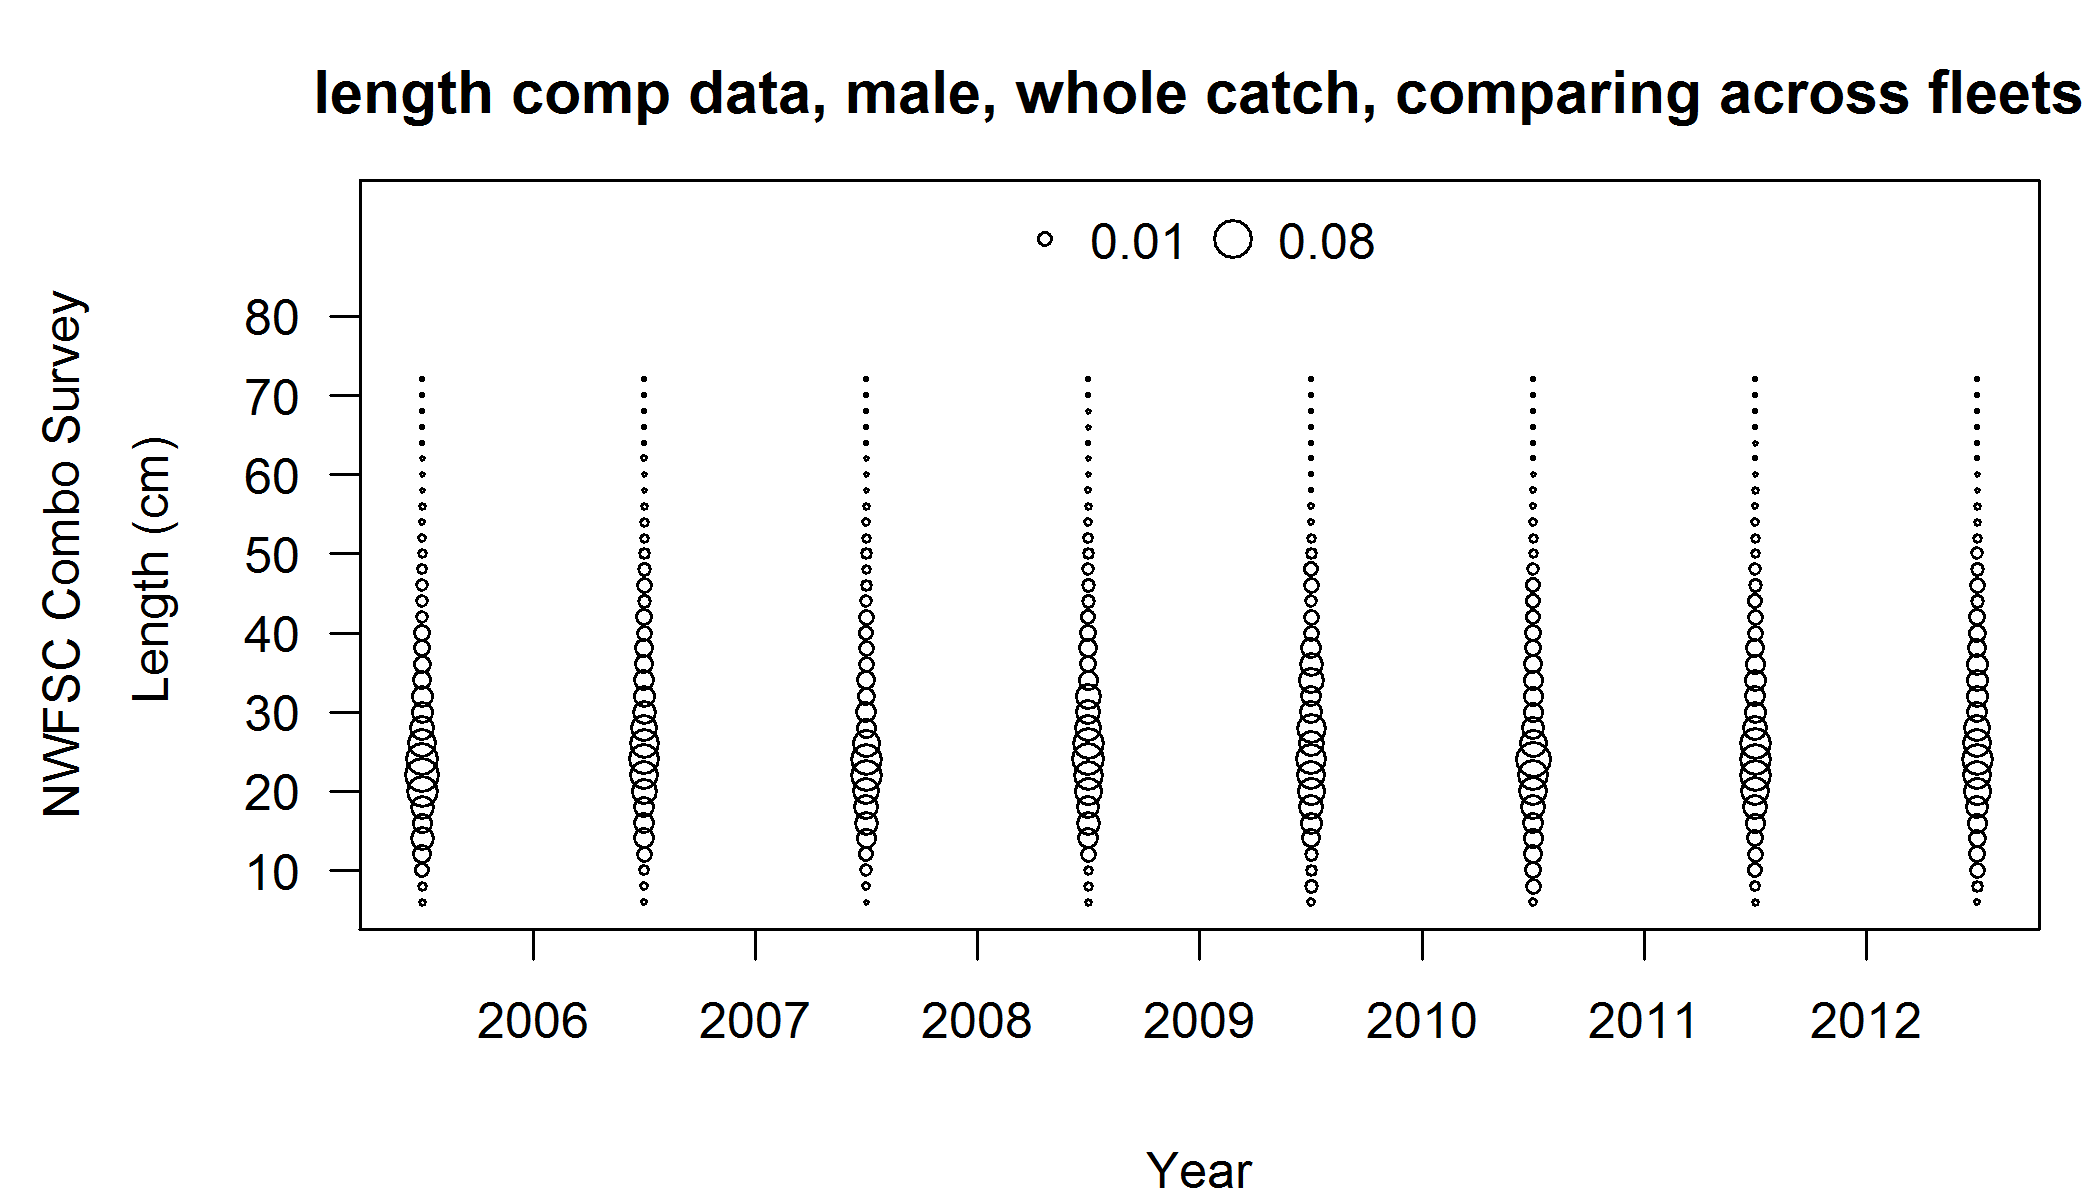 length comp data, male, whole catch, comparing across fleets
0.01 0.08
NWFSC Combo Survey
Length (cm)
80
70
60
50
40
30
20
10
2006 2007 2008 2009 2010 2011 2012
Year